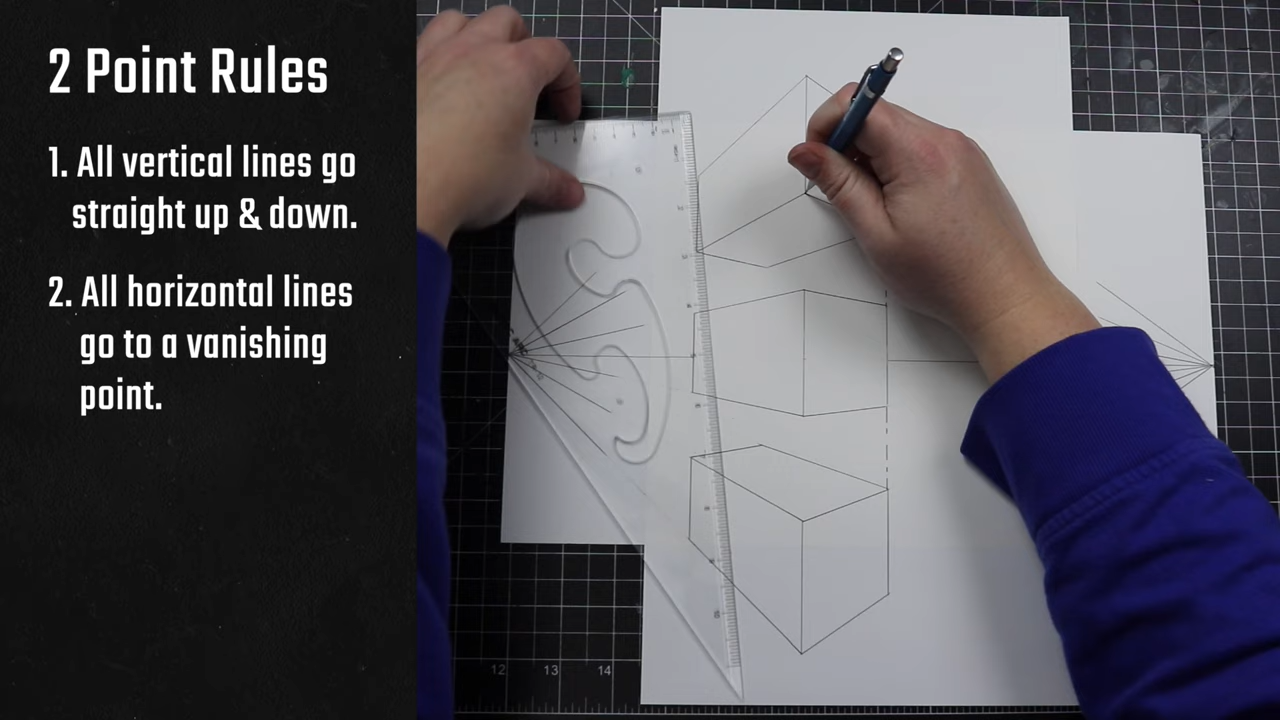 2 Point Rules
1. All vertical lines go
straight up & down.
2. All horizontal lines
go to a vanishing
point.
12 13 14